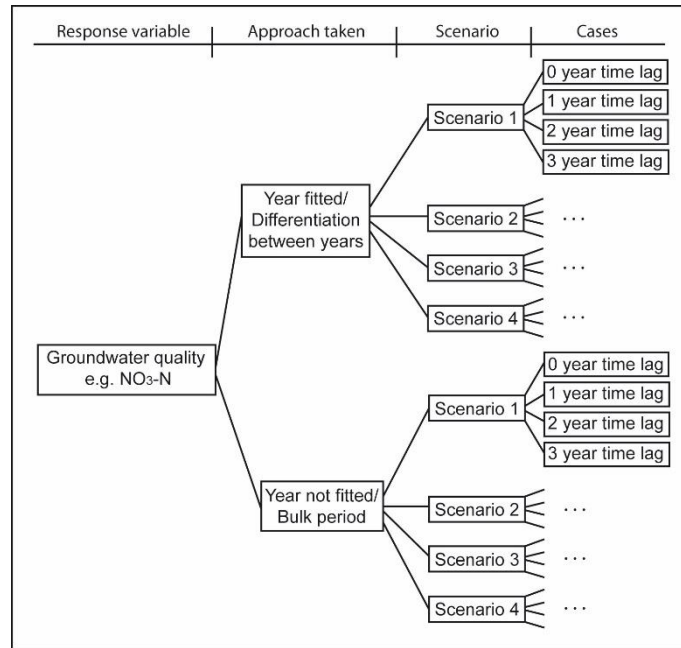 Response variable
Approach taken
Scenario
Cases
0 year time lag
1 year time lag
2 year time lag
3 year time lag
Scenario 1
Year fitted/
Differentiation
between years
Scenario 2
...
Scenario 3
...
Scenario 4
...
Groundwater quality
e.g. NO3-N
0 year time lag
1 year time lag
2 year time lag
3 year time lag
Scenario 1
Year not fitted/
Bulk period
Scenario 2
...
Scenario 3
...
Scenario 4
...